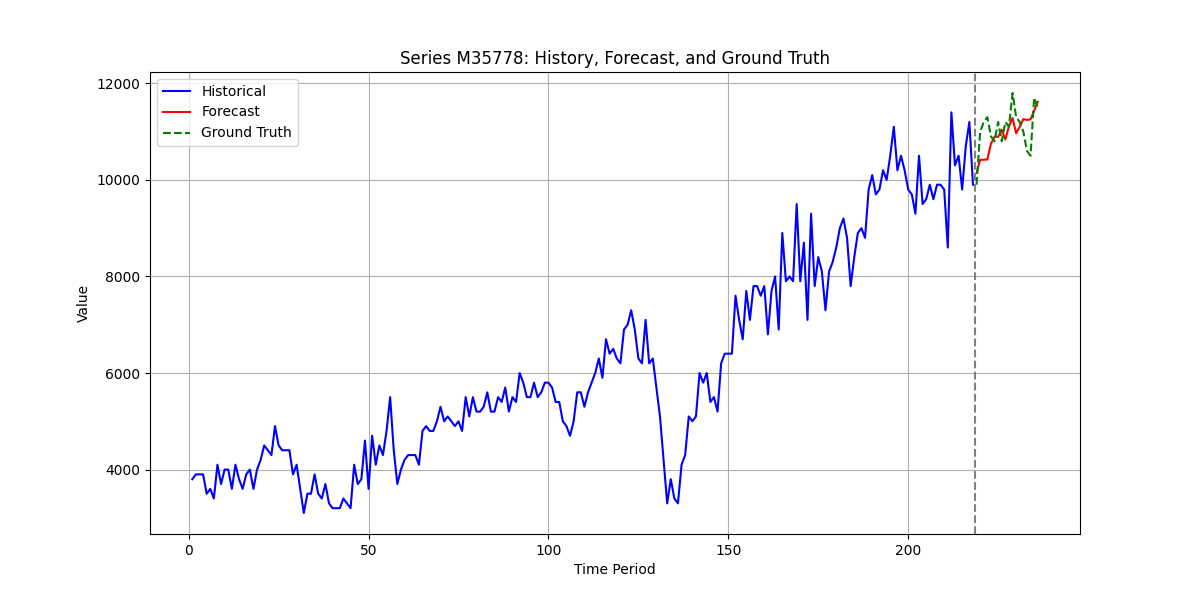 Series M35778: History, Forecast, and Ground Truth
Historical
Forecast
Ground Truth
12000
10000
8000
6000
4000
Value
0 50 100 150 200
Time Period